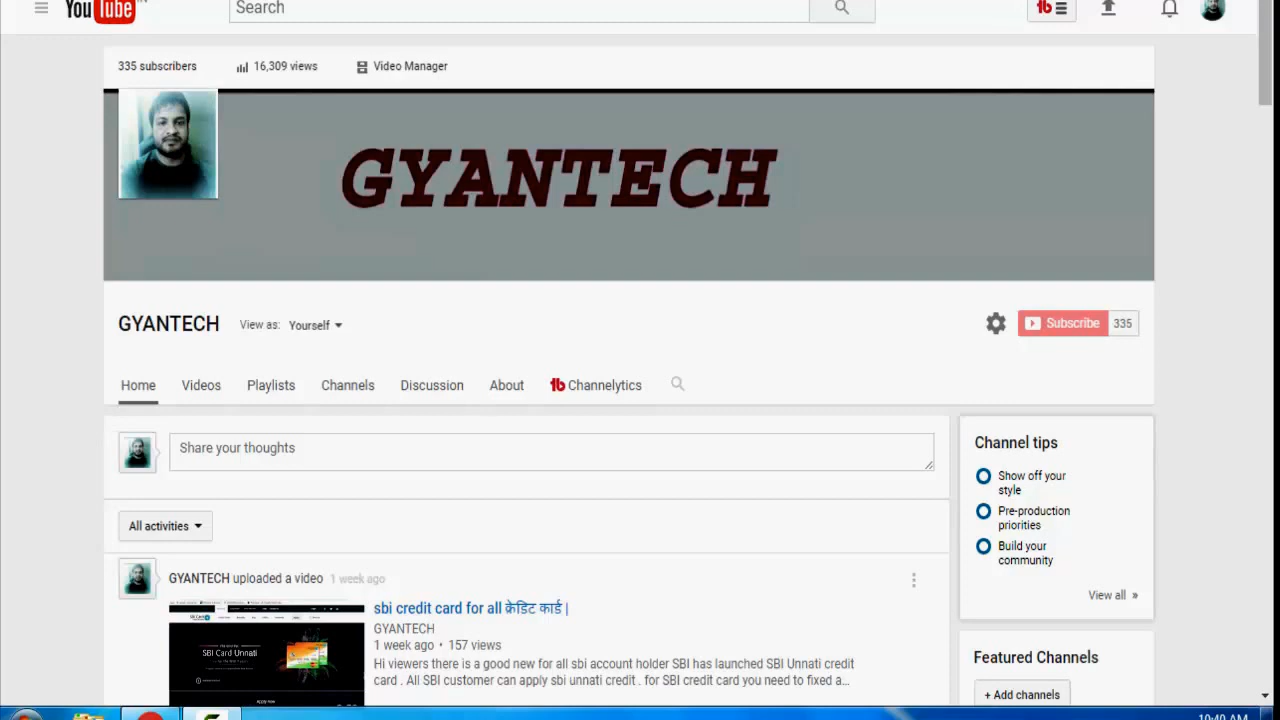 YouTube
Search
335 subscribers 16,309 views Video Manager
GYANTECH
GYANTECH View as: Yourself
Subscribe 335
Home Videos Playlists Channels Discussion About Channelytics
Share your thoughts
Channel tips
Show off your
style
Pre-production
priorities
Build your
community
View all »
All activities
GYANTECH uploaded a video 1 week ago
sbi credit card for all क्रेडिट कार्ड |
GYANTECH
1 week ago • 157 views
Hi viewers there is a good new for all sbi account holder SBI has launched SBI Unnati credit
card . All SBI customer can apply sbi unnati credit . for SBI credit card you need to fixed a...
SBI Card Unnati
Apply now
Featured Channels
+ Add channels
10:40 AM